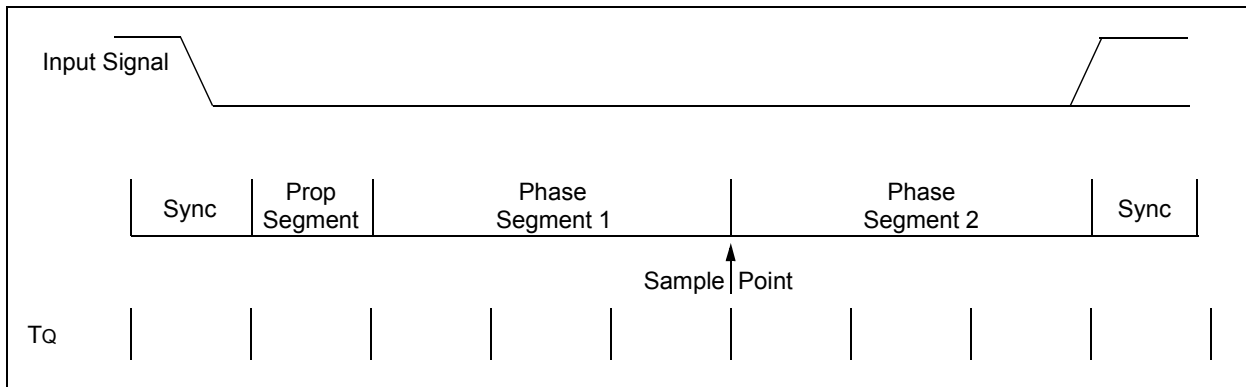 Input Signal
Sync
Prop
Segment
Phase
Segment 1
Phase
Segment 2
Sync
Sample Point
TQ